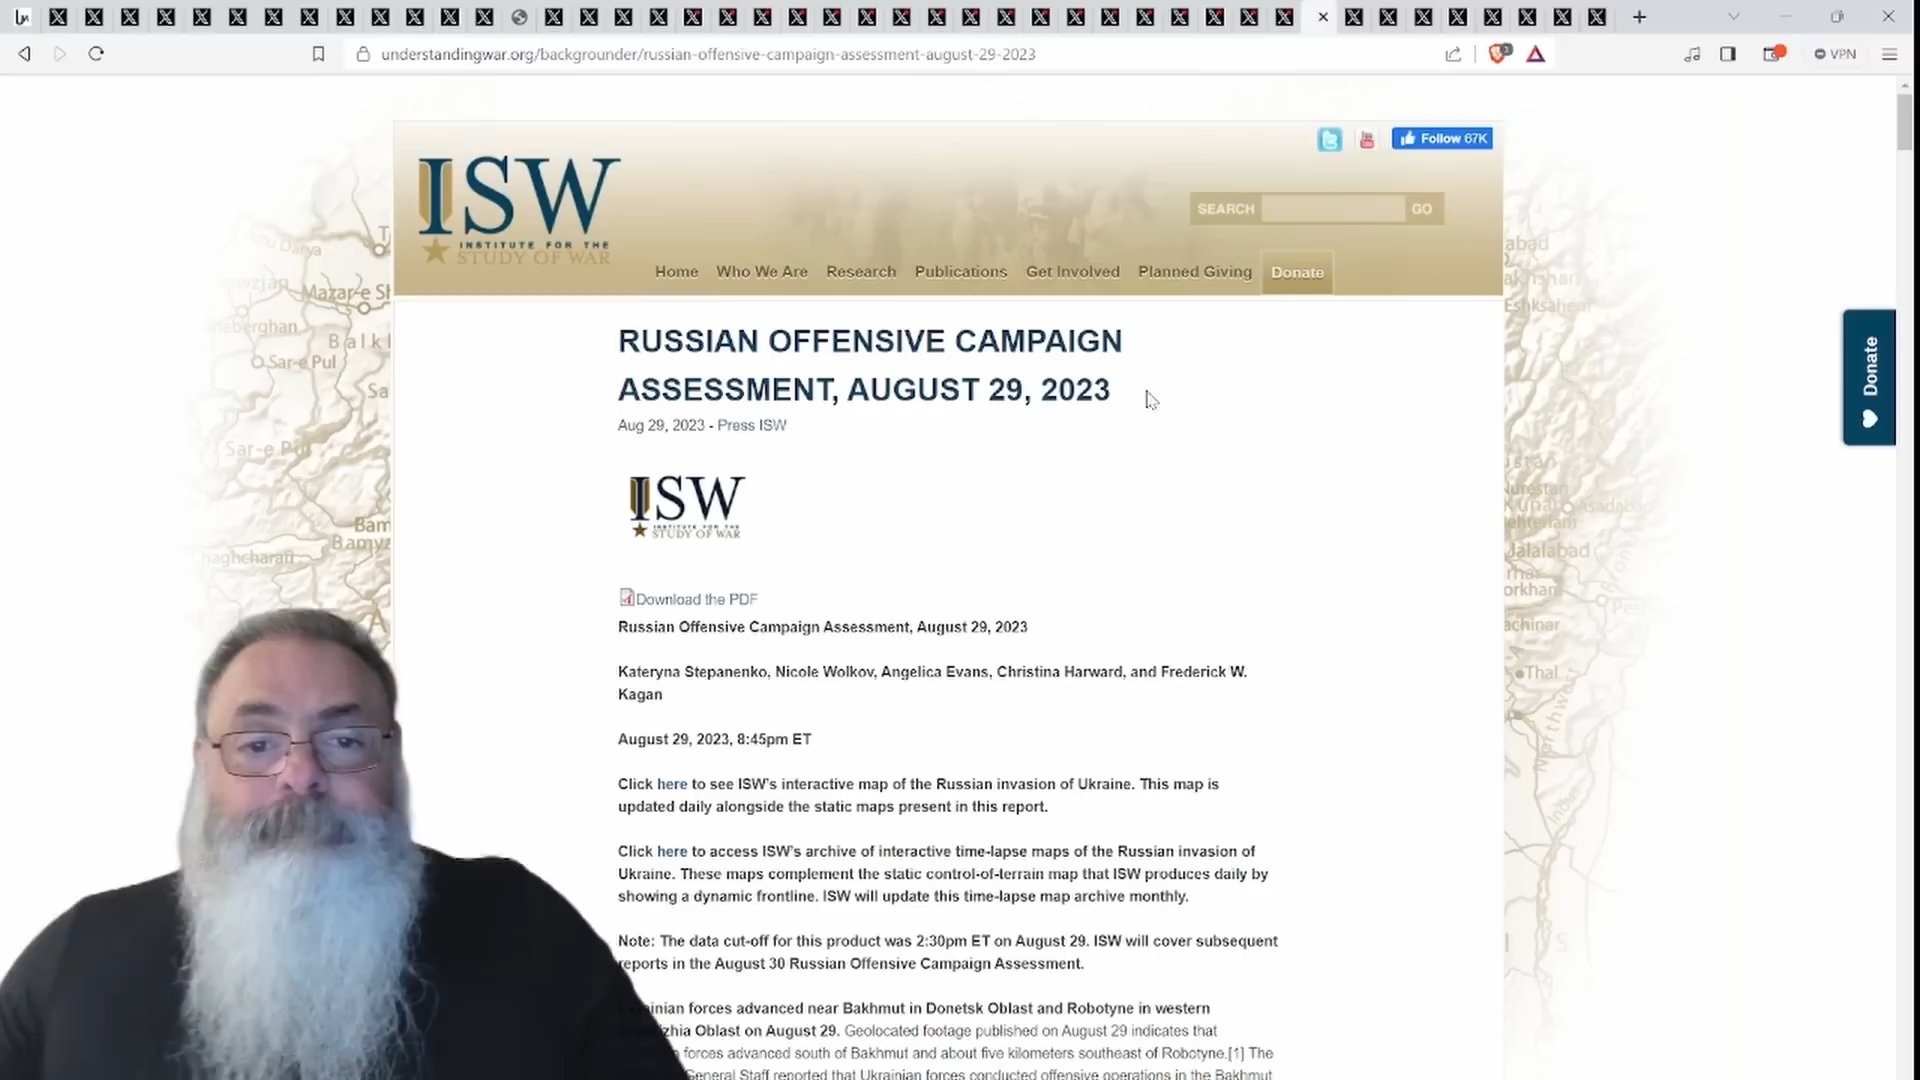 understandingwar.org/backgrounder/russian-offensive-campaign-assessment-august-29-2023
VPN
Follow 67K
ISW
INSTITUTE FOR THE
STUDY OF WAR
SEARCH
GO
Home
Who We Are
Research
Publications
Get Involved
Planned Giving
Donate
RUSSIAN OFFENSIVE CAMPAIGN
ASSESSMENT, AUGUST 29, 2023
Aug 29, 2023 - Press ISW
ISW
INSTITUTE FOR THE
STUDY OF WAR
Download the PDF
Russian Offensive Campaign Assessment, August 29, 2023
Kateryna Stepanenko, Nicole Wolkov, Angelica Evans, Christina Harward, and Frederick W.
Kagan
August 29, 2023, 8:45pm ET
Click here to see ISW's interactive map of the Russian invasion of Ukraine. This map is
updated daily alongside the static maps present in this report.
Click here to access ISW's archive of interactive time-lapse maps of the Russian invasion of
Ukraine. These maps complement the static control-of-terrain map that ISW produces daily by
showing a dynamic frontline. ISW will update this time-lapse map archive monthly.
Note: The data cut-off for this product was 2:30pm ET on August 29. ISW will cover subsequent
reports in the August 30 Russian Offensive Campaign Assessment.
inian forces advanced near Bakhmut in Donetsk Oblast and Robotyne in western
zhia Oblast on August 29. Geolocated footage published on August 29 indicates that
forces advanced south of Bakhmut and about five kilometers southeast of Robotyne.[1] The
General Staff reported that Ukrainian forces conducted offensive operations in the Bakhmut
Donate
Mazar-e Sh
Balk
Sar-e Pul
Sar-e Pul
Bam
Bamya
haghcharan
Jalalabad
Asadabad
Thal